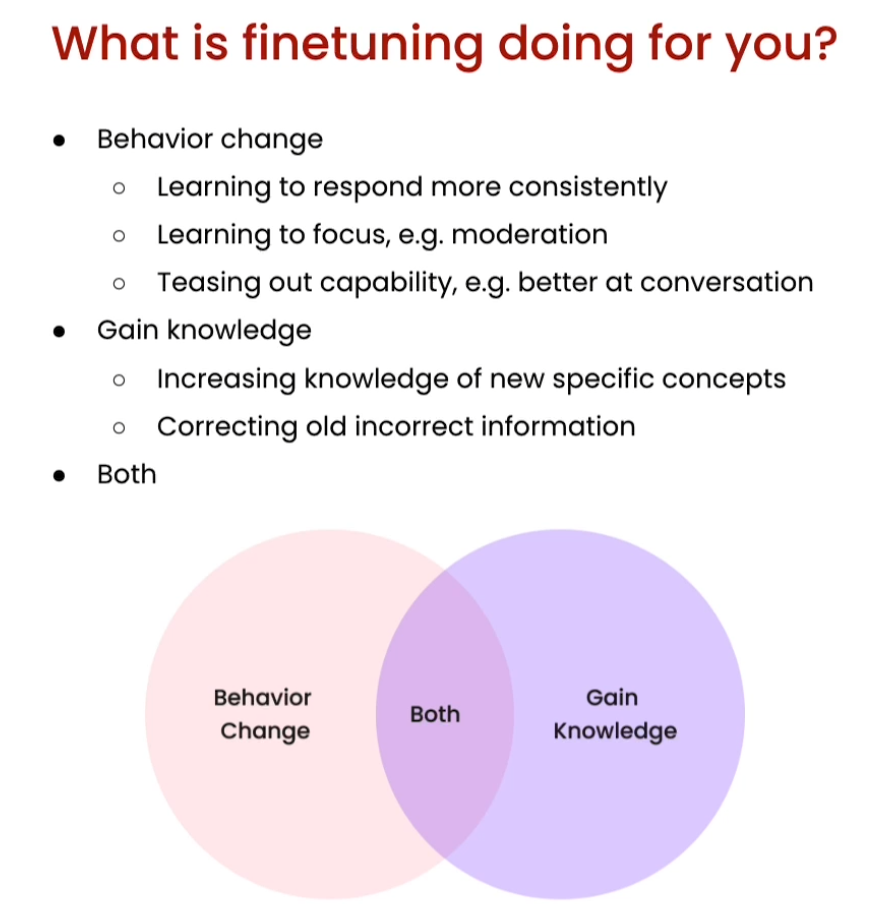 What is finetuning doing for you?
● Behavior change
○ Learning to respond more consistently
○ Learning to focus, e.g. moderation
○ Teasing out capability, e.g. better at conversation
● Gain knowledge
○ Increasing knowledge of new specific concepts
○ Correcting old incorrect information
● Both
Behavior
Change
Both
Gain
Knowledge